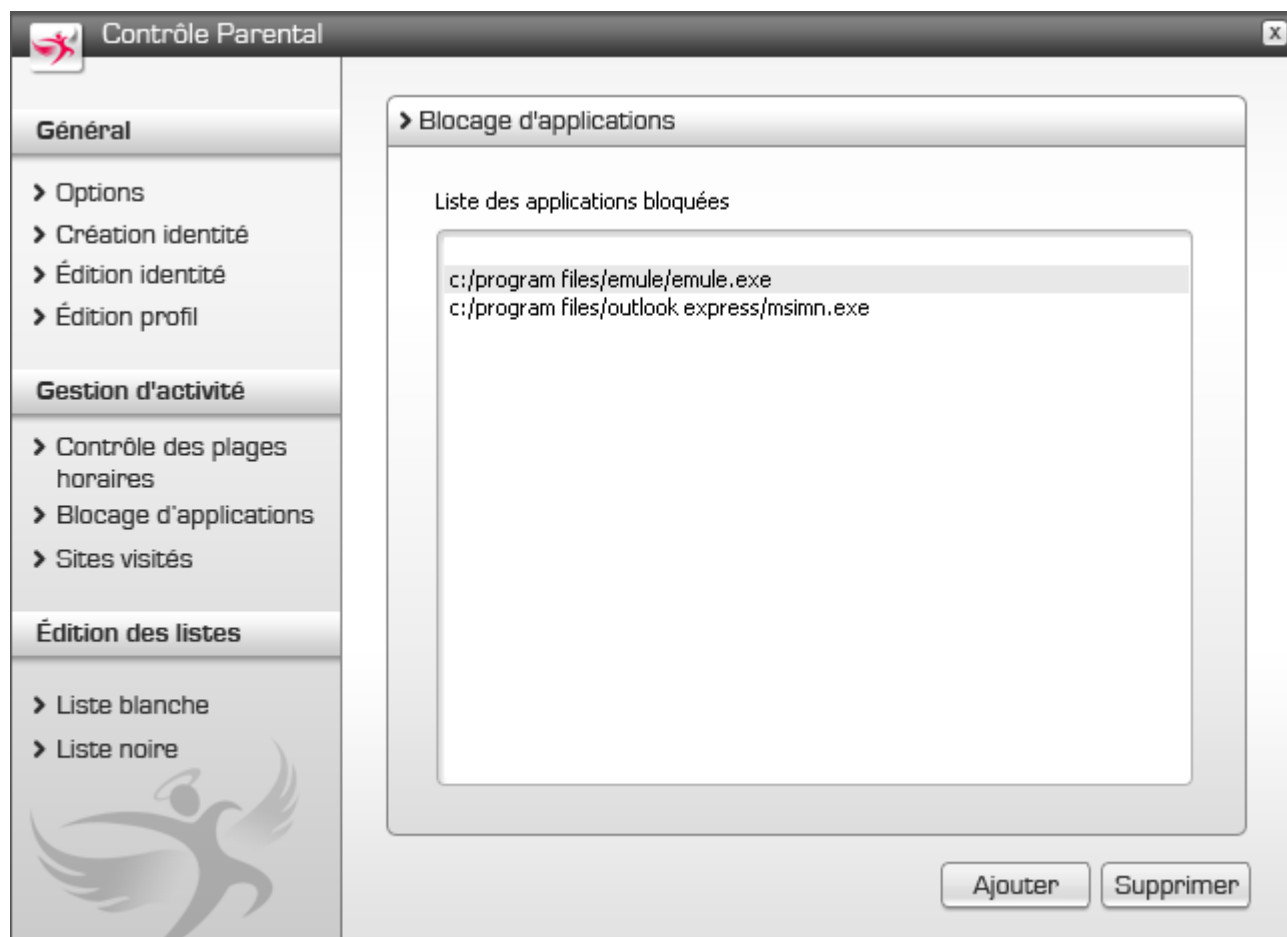 Contrôle Parental
x
Général
Options
Création identité
Édition identité
Édition profil
Gestion d'activité
Contrôle des plages
horaires
Blocage d'applications
Sites visités
Édition des listes
Liste blanche
Liste noire
Blocage d'applications
Liste des applications bloquées
c:/program files/emule/emule.exe
c:/program files/outlook express/msimn.exe
Ajouter
Supprimer